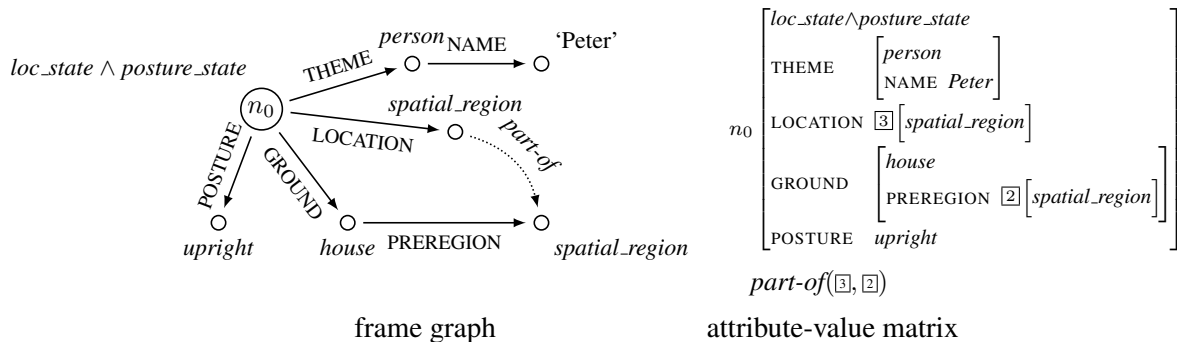 loc_state ∧ posture_state
person
NAME
‘Peter’
THEME
n0
spatial_region
LOCATION
part-of
POSTURE
GROUND
upright
house
PREREGION
spatial_region
frame graph
n0
loc_state∧posture_state
THEME
person
NAME Peter
LOCATION 3 [spatial_region]
GROUND
house
PREREGION 2 [spatial_region]
POSTURE upright
part-of(3, 2)
attribute-value matrix